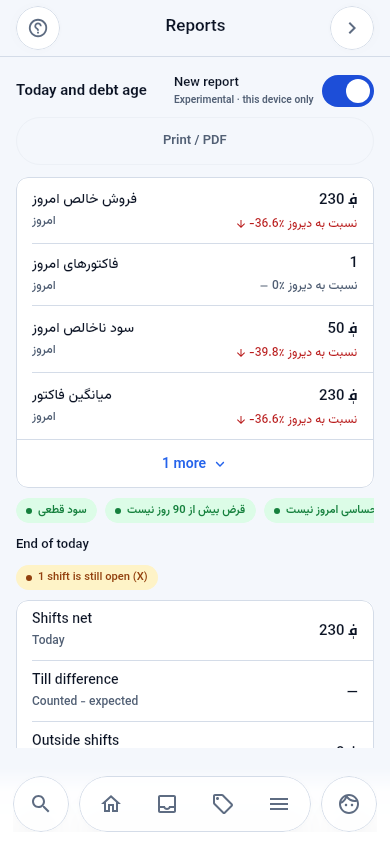 Reports
Today and debt age
New report
Experimental · this device only
Print / PDF
فروش خالص امروز
230 ؋
امروز
نسبت به دیروز -36.6٪
فاکتورهای امروز
1
امروز
نسبت به دیروز 0٪ –
سود ناخالص امروز
50 ؋
امروز
نسبت به دیروز -39.8٪
میانگین فاکتور
230 ؋
امروز
نسبت به دیروز -36.6٪
1 more
سود قطعی
قرض بیش از 90 روز نیست
حساسی امروز نیست
End of today
1 shift is still open (X)
Shifts net
230 ؋
Today
Till difference
–
Counted - expected
Outside shifts